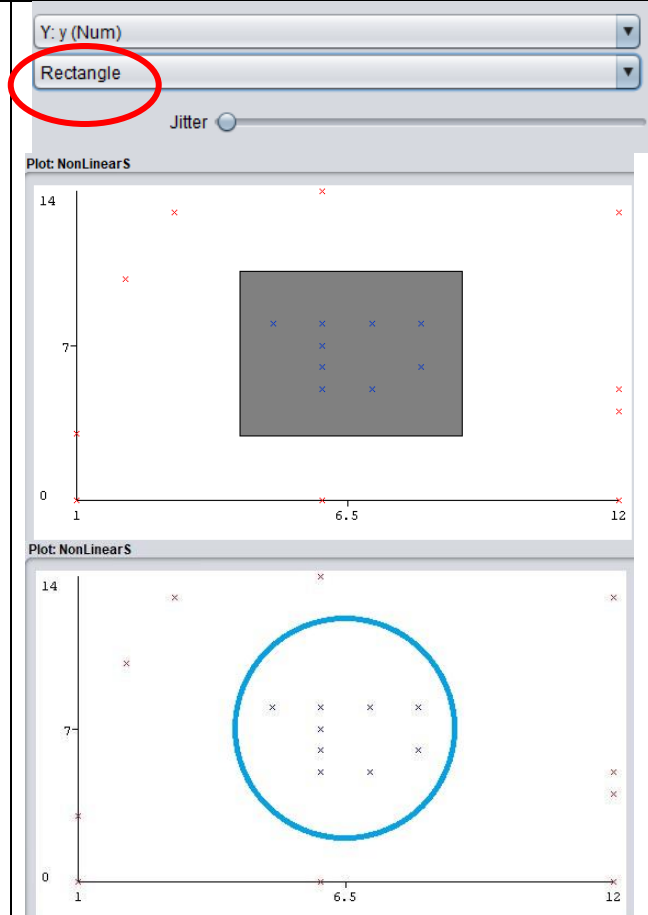 Y: y (Num)
Rectangle
Jitter
Plot: NonLinearS
14
7
0
1 6.5 12
Plot: NonLinearS
14
7
0
1 6.5 12